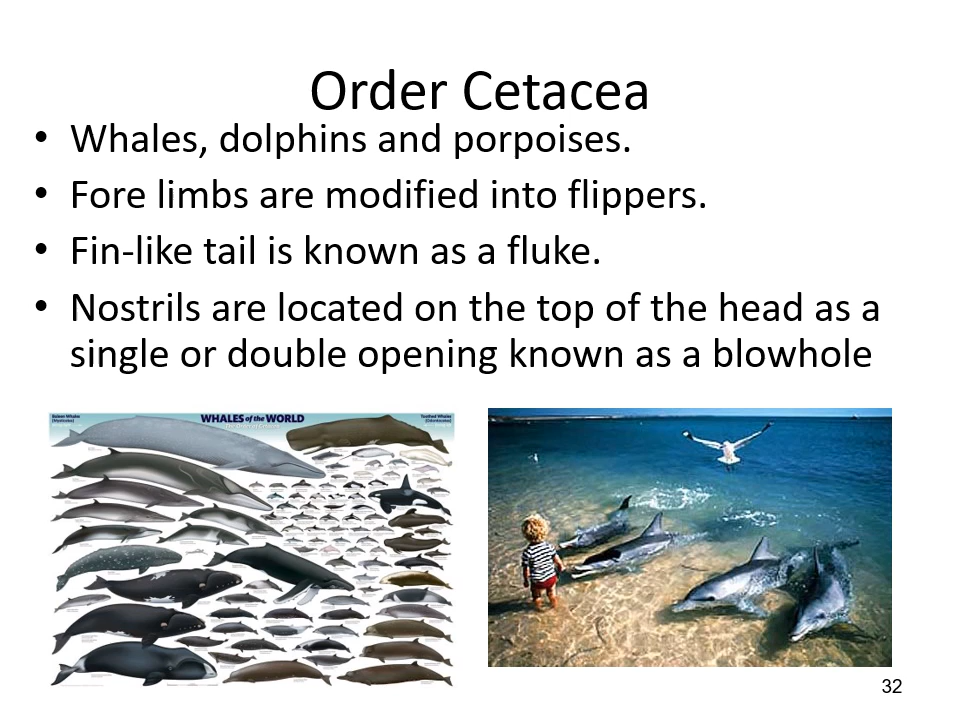 Order Cetacea
• Whales, dolphins and porpoises.
• Fore limbs are modified into flippers.
• Fin-like tail is known as a fluke.
• Nostrils are located on the top of the head as a
single or double opening known as a blowhole
Baleen Whales
(Mysticetes)
WHALES of the WORLD
Toothed Whales
(Odontocetes)
32